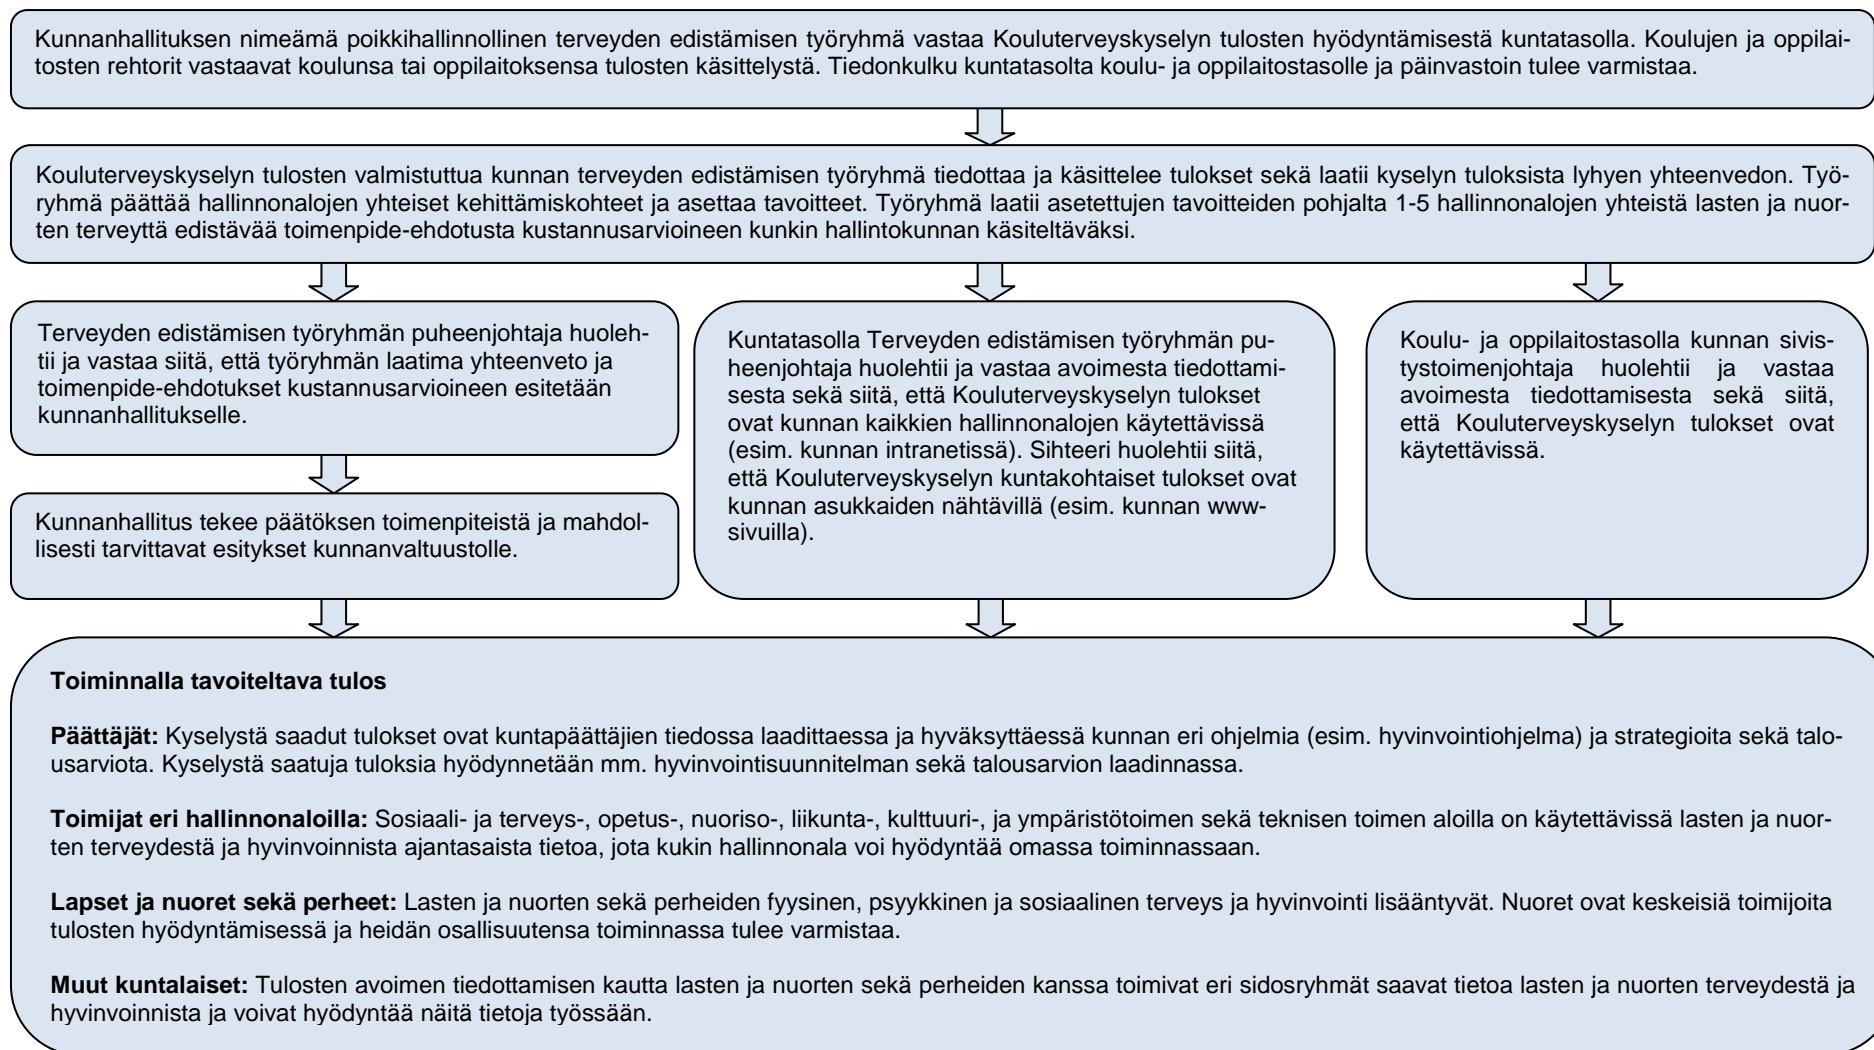 Kunnanhallituksen nimeämä poikkihallinnollinen terveyden edistämisen työryhmä vastaa Kouluterveyskyselyn tulosten hyödyntämisestä kuntatasolla. Koulujen ja oppilai-
tosten rehtorit vastaavat koulunsa tai oppilaitoksensa tulosten käsittelystä. Tiedonkulku kuntatasolta koulu- ja oppilaitostasolle ja päinvastoin tulee varmistaa.
Kouluterveyskyselyn tulosten valmistuttua kunnan terveyden edistämisen työryhmä tiedottaa ja käsittelee tulokset sekä laatii kyselyn tuloksista lyhyen yhteenvedon. Työ-
ryhmä päättää hallinnonalojen yhteiset kehittämiskohteet ja asettaa tavoitteet. Työryhmä laatii asetettujen tavoitteiden pohjalta 1-5 hallinnonalojen yhteistä lasten ja nuor-
ten terveyttä edistävää toimenpide-ehdotusta kustannusarvioineen kunkin hallintokunnan käsiteltäväksi.
Terveyden edistämisen työryhmän puheenjohtaja huoleh-
tii ja vastaa siitä, että työryhmän laatima yhteenveto ja
toimenpide-ehdotukset kustannusarvioineen esitetään
kunnanhallitukselle.
Kunnanhallitus tekee päätöksen toimenpiteistä ja mahdol-
lisesti tarvittavat esitykset kunnanvaltuustolle.
Kuntatasolla Terveyden edistämisen työryhmän pu-
heenjohtaja huolehtii ja vastaa avoimesta tiedottami-
sesta sekä siitä, että Kouluterveyskyselyn tulokset
ovat kunnan kaikkien hallinnonalojen käytettävissä
(esim. kunnan intranetissä). Sihteeri huolehtii siitä,
että Kouluterveyskyselyn kuntakohtaiset tulokset ovat
kunnan asukkaiden nähtävillä (esim. kunnan www-
sivuilla).
Koulu- ja oppilaitostasolla kunnan sivis-
tystoimenjohtaja huolehtii ja vastaa
avoimesta tiedottamisesta sekä siitä,
että Kouluterveyskyselyn tulokset ovat
käytettävissä.
Toiminnalla tavoiteltava tulos
Päättäjät: Kyselystä saadut tulokset ovat kuntapäättäjien tiedossa laadittaessa ja hyväksyttäessä kunnan eri ohjelmia (esim. hyvinvointiohjelma) ja strategioita sekä talo-
usarviota. Kyselystä saatuja tuloksia hyödynnetään mm. hyvinvointisuunnitelman sekä talousarvion laadinnassa.
Toimijat eri hallinnonaloilla: Sosiaali- ja terveys-, opetus-, nuoriso-, liikunta-, kulttuuri-, ja ympäristötoimen sekä teknisen toimen aloilla on käytettävissä lasten ja nuor-
ten terveydestä ja hyvinvoinnista ajantasaista tietoa, jota kukin hallinnonala voi hyödyntää omassa toiminnassaan.
Lapset ja nuoret sekä perheet: Lasten ja nuorten sekä perheiden fyysinen, psyykkinen ja sosiaalinen terveys ja hyvinvointi lisääntyvät. Nuoret ovat keskeisiä toimijoita
tulosten hyödyntämisessä ja heidän osallisuutensa toiminnassa tulee varmistaa.
Muut kuntalaiset: Tulosten avoimen tiedottamisen kautta lasten ja nuorten sekä perheiden kanssa toimivat eri sidosryhmät saavat tietoa lasten ja nuorten terveydestä ja
hyvinvoinnista ja voivat hyödyntää näitä tietoja työssään.